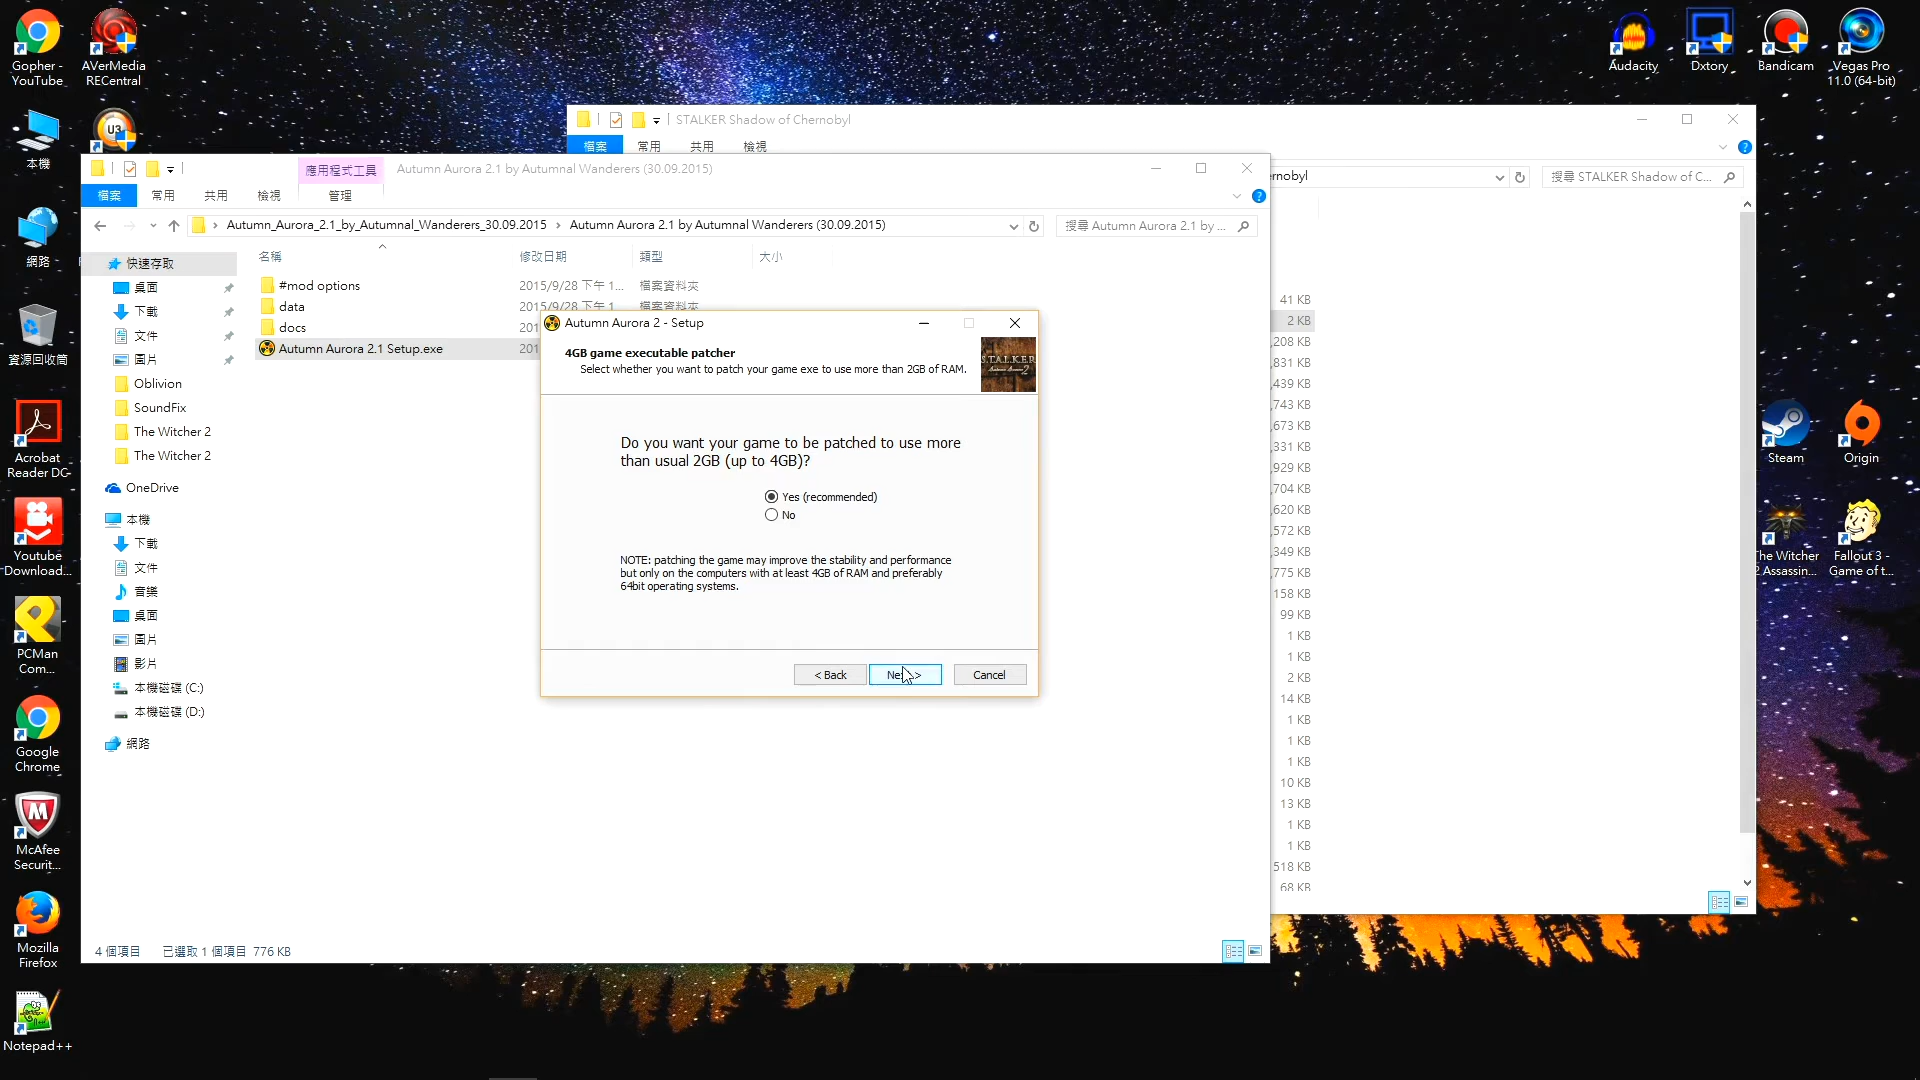 Gopher -
YouTube
AVerMedia
RECentral
本機
網路
資源回收筒
Acrobat
Reader DC
Youtube
Download...
PCMan
Com...
Google
Chrome
McAfee
Securit...
Mozilla
Firefox
Notepad++
Audacity
Dxtory
Bandicam
Vegas Pro
11.0 (64-bit)
Steam
Origin
The Witcher
2 Assassin...
Fallout 3 -
Game of t...
STALKER Shadow of Chernobyl
檔案 常用 共用 檢視
ernobyl
搜尋 STALKER Shadow of C...
41 KB
2 KB
,208 KB
,831 KB
,439 KB
,743 KB
,673 KB
,331 KB
,929 KB
,704 KB
,620 KB
,572 KB
,349 KB
,775 KB
158 KB
99 KB
1 KB
1 KB
2 KB
14 KB
1 KB
1 KB
1 KB
10 KB
13 KB
1 KB
1 KB
518 KB
68 KB
應用程式工具 Autumn Aurora 2.1 by Autumnal Wanderers (30.09.2015)
檔案 常用 共用 檢視 管理
Autumn_Aurora_2.1_by_Autumnal_Wanderers_30.09.2015 Autumn Aurora 2.1 by Autumnal Wanderers (30.09.2015)
搜尋 Autumn Aurora 2.1 by ...
快速存取
桌面
下載
文件
圖片
Oblivion
SoundFix
The Witcher 2
The Witcher 2
OneDrive
本機
下載
文件
音樂
桌面
圖片
影片
本機磁碟 (C:)
本機磁碟 (D:)
網路
名稱 修改日期 類型 大小
#mod options 2015/9/28 下午 1... 檔案資料夾
data 2015/9/28 下午 1... 檔案資料夾
docs 201
Autumn Aurora 2.1 Setup.exe 201
4 個項目 已選取 1 個項目 776 KB
Autumn Aurora 2 - Setup
4GB game executable patcher
Select whether you want to patch your game exe to use more than 2GB of RAM.
S.T.A.L.K.E.R
Do you want your game to be patched to use more
than usual 2GB (up to 4GB)?
Yes (recommended)
No
NOTE: patching the game may improve the stability and performance
but only on the computers with at least 4GB of RAM and preferably
64bit operating systems.
< Back
Cancel